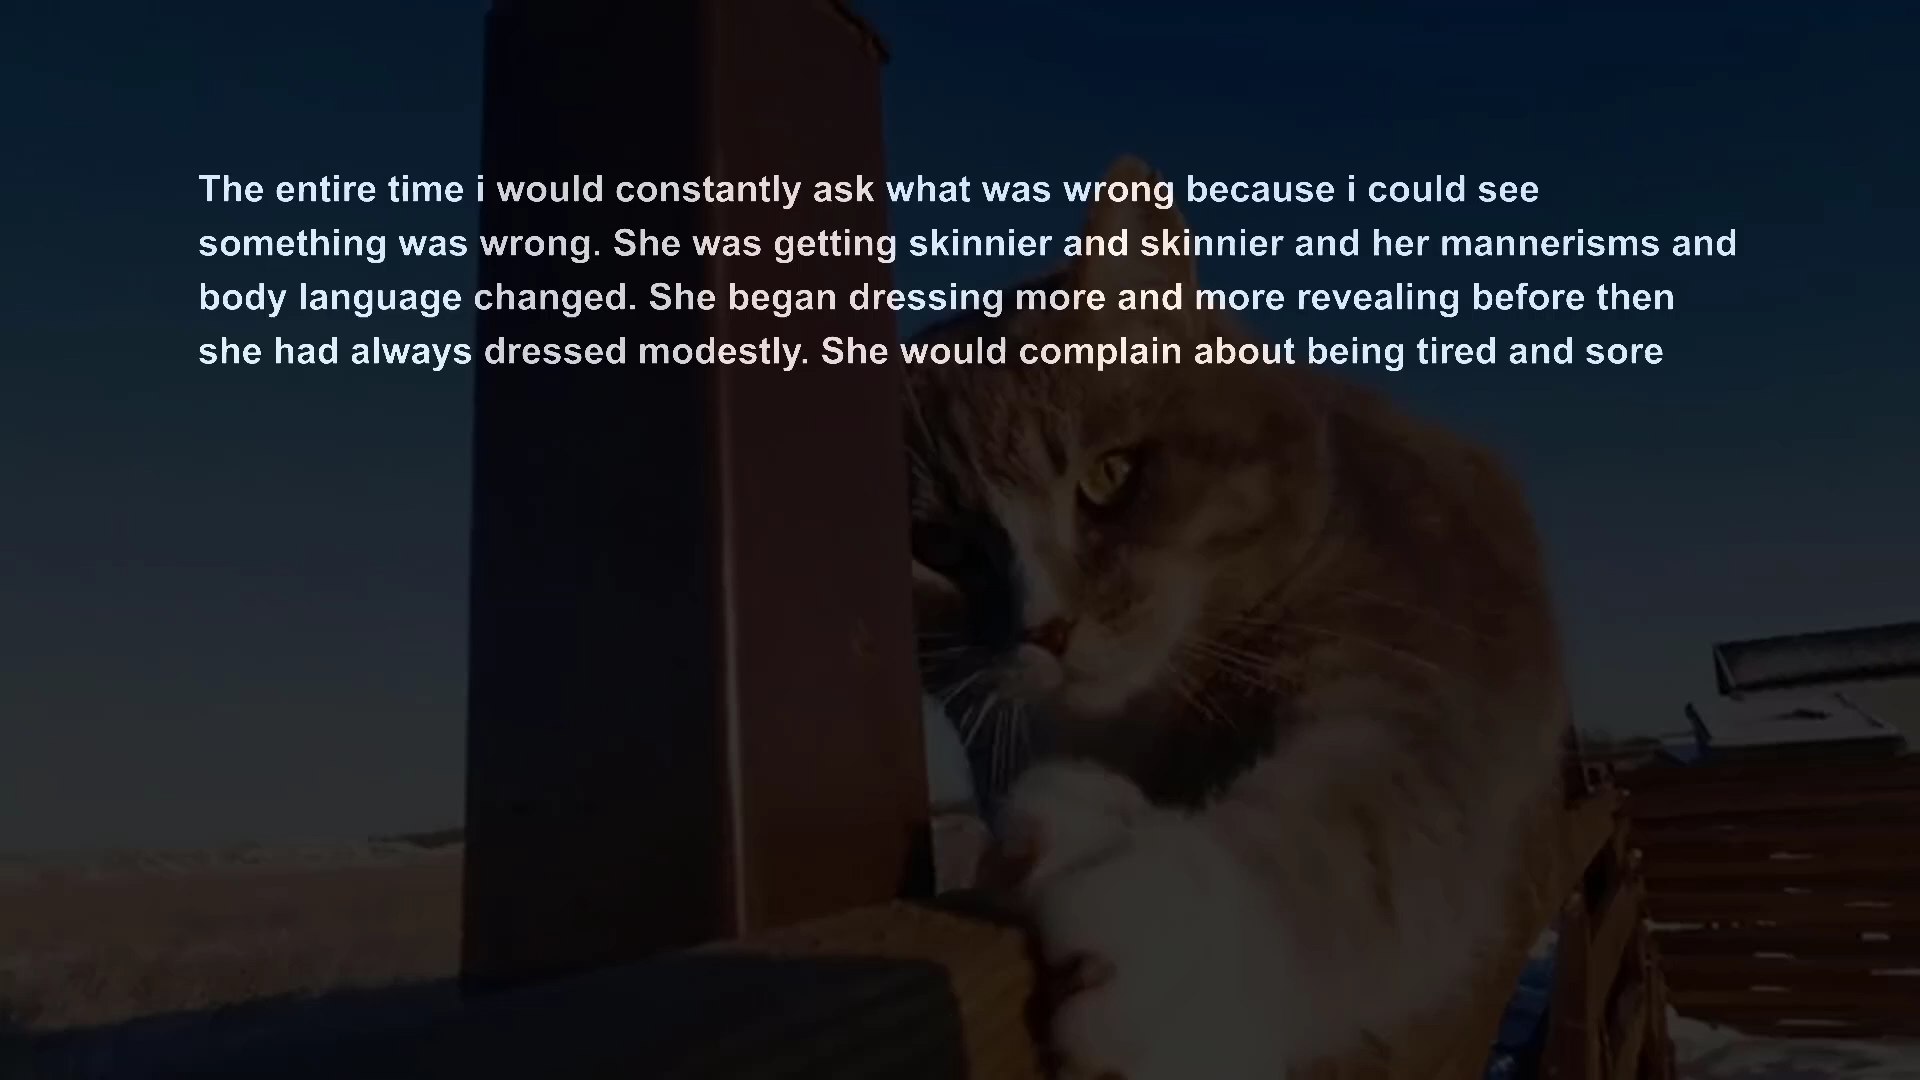 The entire time i would constantly ask what was wrong because i could see
something was wrong. She was getting skinnier and skinnier and her mannerisms and
body language changed. She began dressing more and more revealing before then
she had always dressed modestly. She would complain about being tired and sore